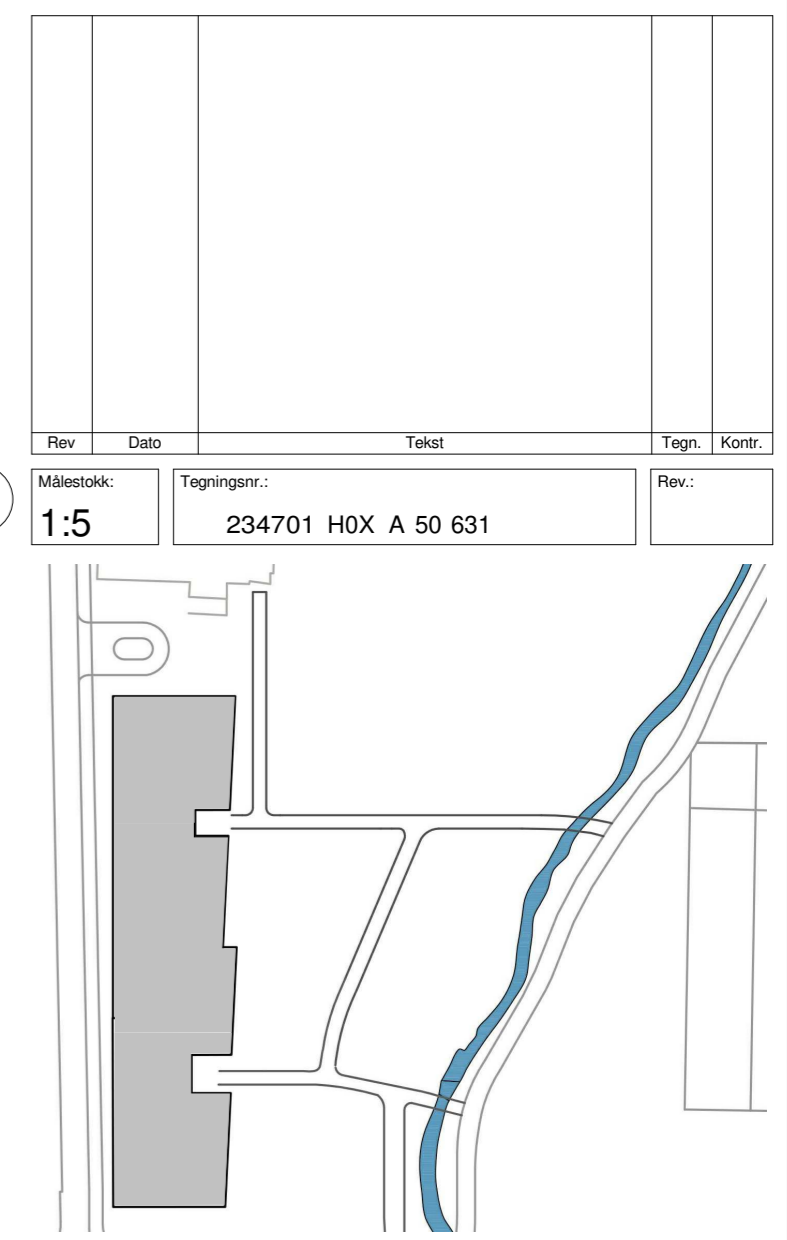 Rev Dato Tekst Tegn. Kontr.
Målestokk: Tegningsnr.: Rev.:
1:5 234701 H0X A 50 631